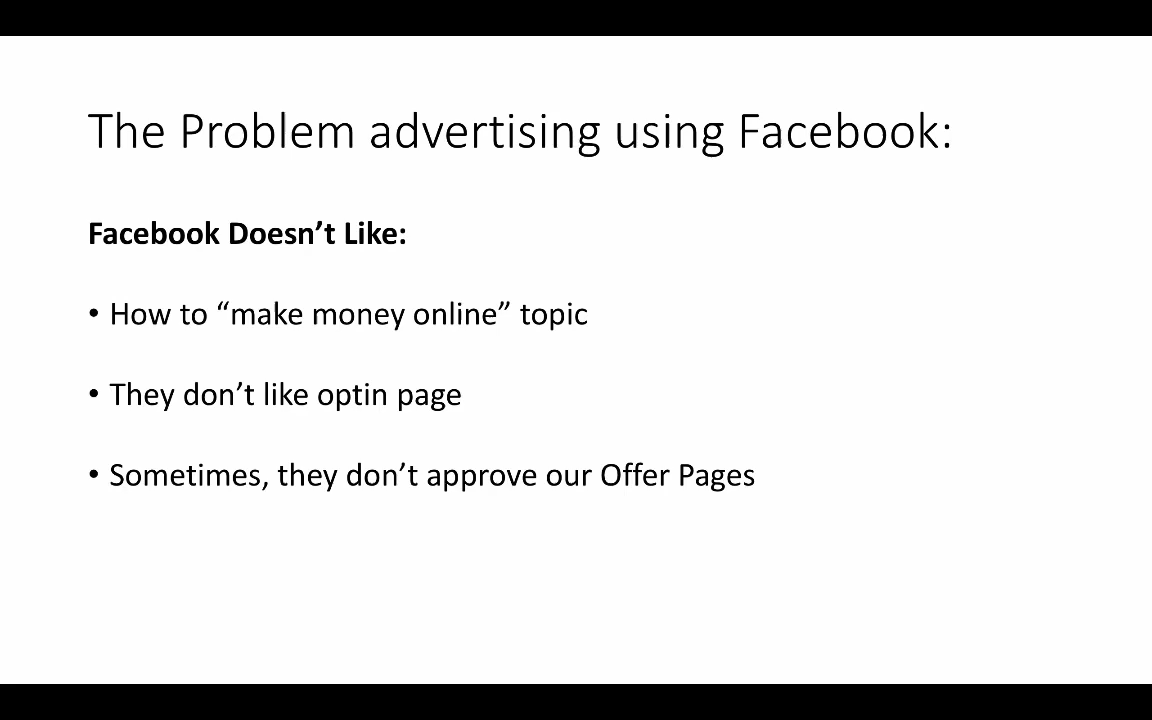 The Problem advertising using Facebook:
Facebook Doesn’t Like:
• How to “make money online” topic
• They don’t like optin page
• Sometimes, they don’t approve our Offer Pages